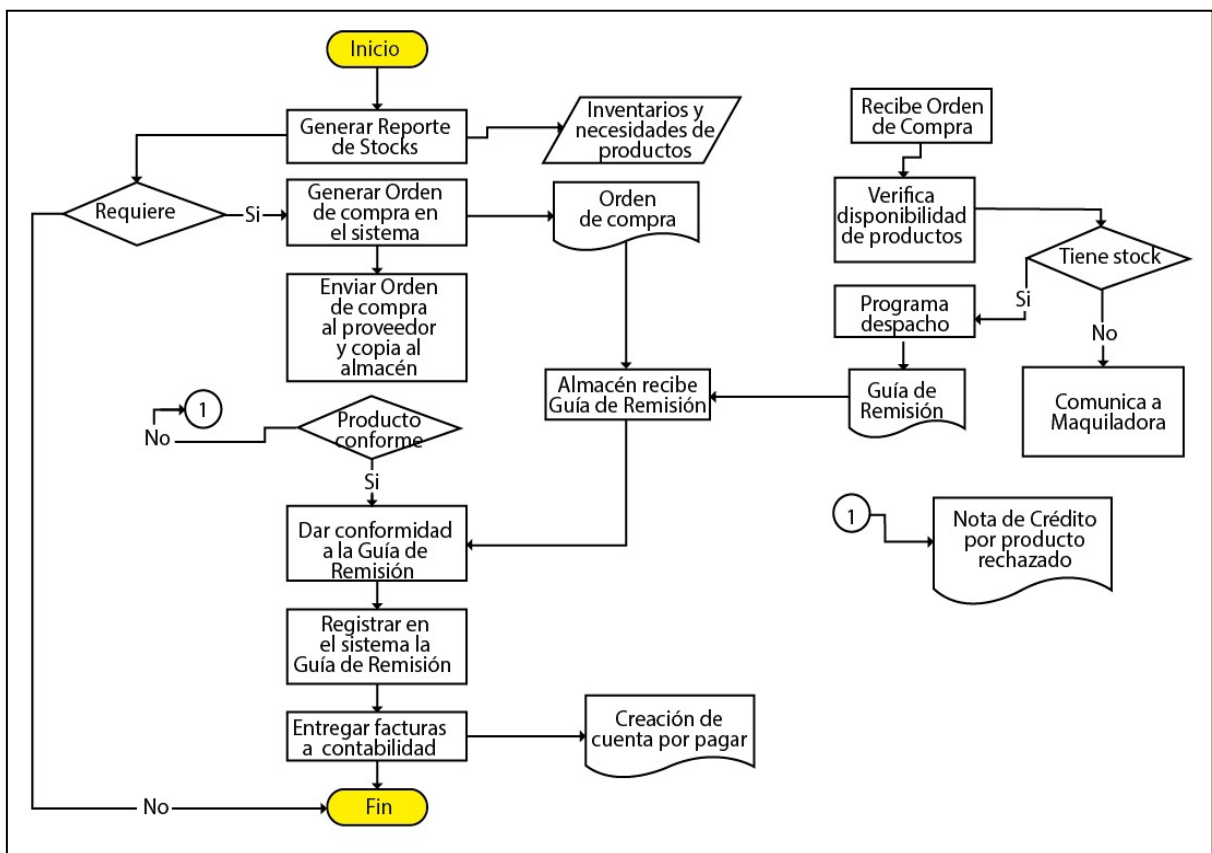 Inicio
Generar Reporte
de Stocks
Inventarios y
necesidades de
productos
Recibe Orden
de Compra
Requiere
Si
Generar Orden
de compra en
el sistema
Orden
de compra
Verifica
disponibilidad
de productos
Tiene stock
Enviar Orden
de compra
al proveedor
y copia al
almacén
Programa
despacho
Si
No
Almacén recibe
Guía de Remisión
Guía de
Remisión
Comunica a
Maquiladora
1
No
Producto
conforme
Si
Dar conformidad
a la Guía de
Remisión
1
Nota de Crédito
por producto
rechazado
Registrar en
el sistema la
Guía de Remisión
Entregar facturas
a contabilidad
Creación de
cuenta por pagar
No
Fin